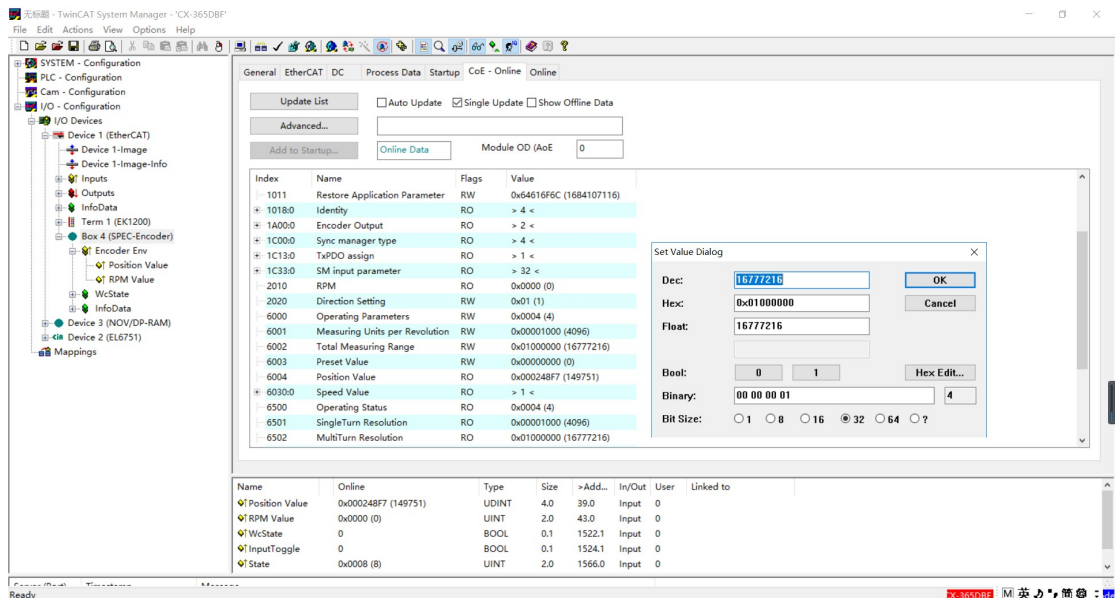 无标题 - TwinCAT System Manager - 'CX-365DBF'
File Edit Actions View Options Help
SYSTEM - Configuration
PLC - Configuration
Cam - Configuration
I/O - Configuration
I/O Devices
Device 1 (EtherCAT)
Device 1-Image
Device 1-Image-Info
Inputs
Outputs
InfoData
Term 1 (EK1200)
Box 4 (SPEC-Encoder)
Encoder Env
Position Value
RPM Value
WcState
InfoData
Device 3 (NOV/DP-RAM)
Device 2 (EL6751)
Mappings
General EtherCAT DC Process Data Startup CoE - Online Online
Update List Auto Update Single Update Show Offline Data
Advanced...
Add to Startup... Online Data Module OD (AoE 0
Index Name Flags Value
1011 Restore Application Parameter RW 0x64616F6C (1684107116)
1018:0 Identity RO > 4 <
1A00:0 Encoder Output RO > 2 <
1C00:0 Sync manager type RO > 4 <
1C13:0 TxPDO assign RO > 1 <
1C33:0 SM input parameter RO > 32 <
2010 RPM RO 0x0000 (0)
2020 Direction Setting RW 0x01 (1)
6000 Operating Parameters RW 0x0004 (4)
6001 Measuring Units per Revolution RW 0x00001000 (4096)
6002 Total Measuring Range RW 0x01000000 (16777216)
6003 Preset Value RW 0x00000000 (0)
6004 Position Value RO 0x000248F7 (149751)
6030:0 Speed Value RO > 1 <
6500 Operating Status RO 0x0004 (4)
6501 SingleTurn Resolution RO 0x00001000 (4096)
6502 MultiTurn Resolution RO 0x01000000 (16777216)
Set Value Dialog
Dec: 16777216 OK
Hex: 0x01000000 Cancel
Float: 16777216
Bool: 0 1 Hex Edit...
Binary: 00 00 00 01 4
Bit Size: 1 8 16 32 64 ?
Name Online Type Size >Add... In/Out User Linked to
Position Value 0x000248F7 (149751) UDINT 4.0 39.0 Input 0
RPM Value 0x0000 (0) UINT 2.0 43.0 Input 0
WcState 0 BOOL 0.1 1522.1 Input 0
InputToggle 0 BOOL 0.1 1524.1 Input 0
State 0x0008 (8) UINT 2.0 1566.0 Input 0
Server (Port) Timestamp Message
Ready CX-365DBF M 英 简